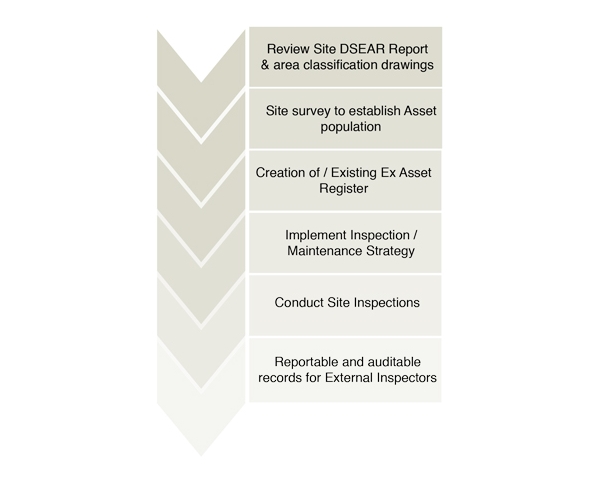 Review Site DSEAR Report
& area classification drawings
Site survey to establish Asset
population
Creation of / Existing Ex Asset
Register
Implement Inspection /
Maintenance Strategy
Conduct Site Inspections
Reportable and auditable
records for External Inspectors